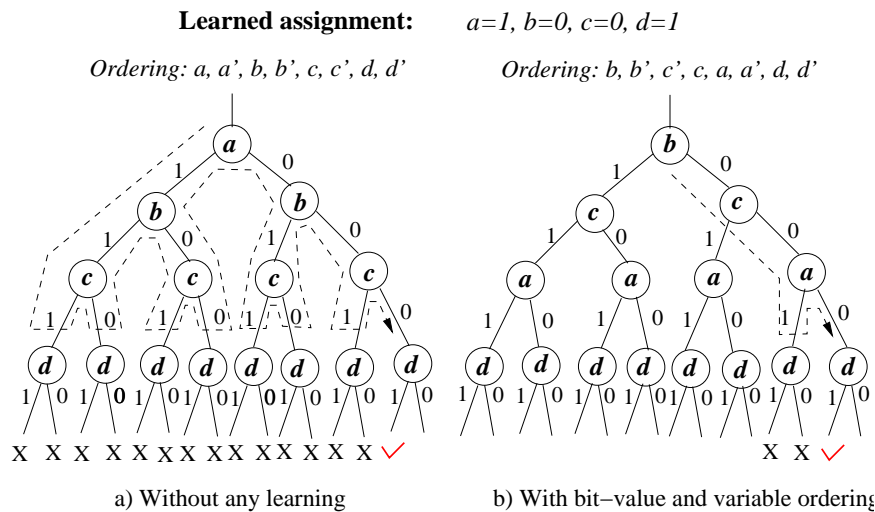 Learned assignment: a=1, b=0, c=0, d=1
Ordering: a, a’, b, b’, c, c’, d, d’
a
1 0
b b
1 0 1 0
c c c c
1 0 1 0 1 0 1 0
d d d d d d d d
1 0 1 0 1 0 1 0 1 0 1 0 1 0 1 0
X X X X X X X X X X X X X X ✓
a) Without any learning
Ordering: b, b’, c’, c, a, a’, d, d’
b
1 0
c c
1 0 1 0
a a a a
1 0 1 0 1 0 1 0
d d d d d d d d
1 0 1 0 1 0 1 0 1 0 1 0 1 0 1 0
X X ✓
b) With bit−value and variable ordering